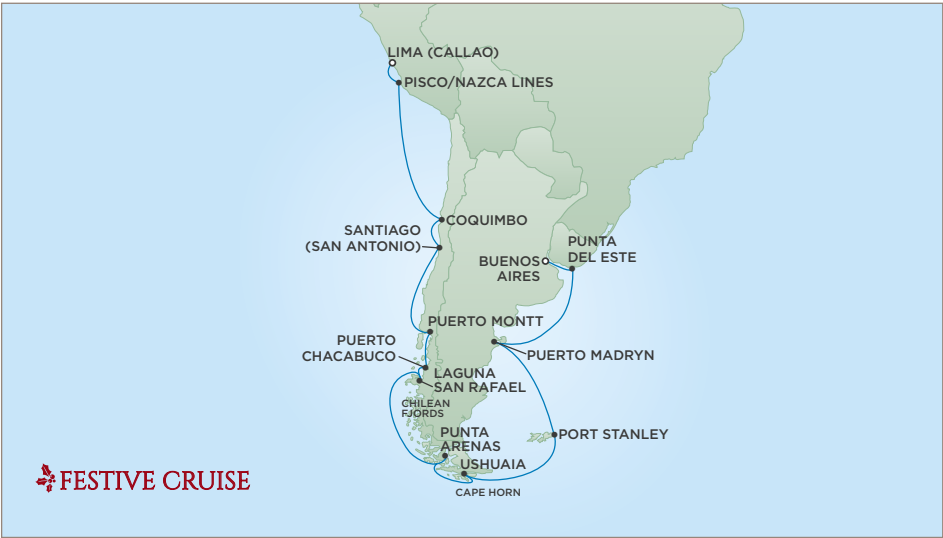 LIMA (CALLAO)
PISCO/NAZCA LINES
COQUIMBO
SANTIAGO
(SAN ANTONIO)
PUNTA
DEL ESTE
BUENOS
AIRES
PUERTO MONTT
PUERTO
CHACABUCO
PUERTO MADRYN
LAGUNA
SAN RAFAEL
CHILEAN
FJORDS
PUNTA
ARENAS
PORT STANLEY
USHUAIA
CAPE HORN
FESTIVE CRUISE